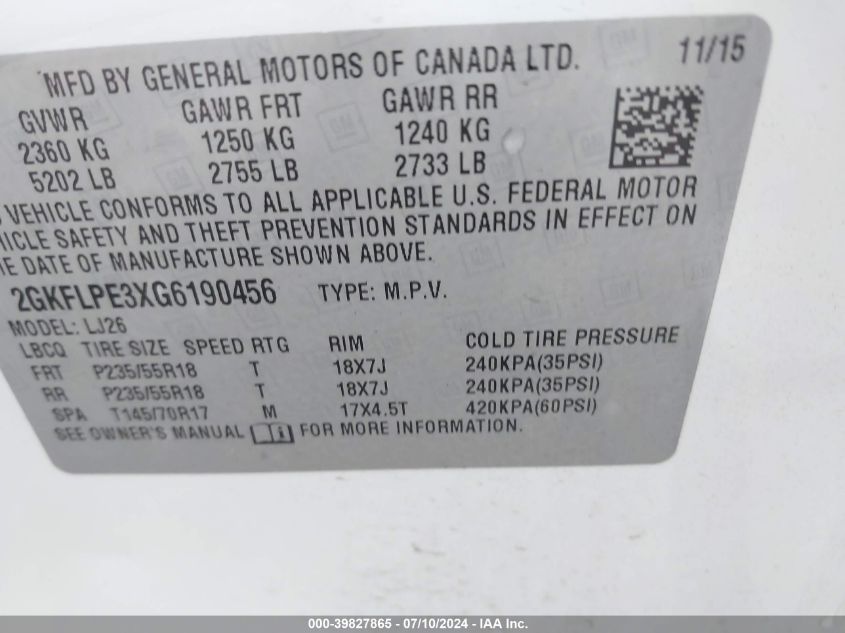 MFD BY GENERAL MOTORS OF CANADA LTD. 11/15
GVWR GAWR FRT GAWR RR
2360 KG 1250 KG 1240 KG
5202 LB 2755 LB 2733 LB
VEHICLE CONFORMS TO ALL APPLICABLE U.S. FEDERAL MOTOR
HICLE SAFETY AND THEFT PREVENTION STANDARDS IN EFFECT ON
E DATE OF MANUFACTURE SHOWN ABOVE.
2GKFLPE3XG6190456 TYPE: M.P.V.
MODEL: LJ26
LBCQ TIRE SIZE SPEED RTG RIM COLD TIRE PRESSURE
FRT P235/55R18 T 18X7J 240KPA(35PSI)
RR P235/55R18 T 18X7J 240KPA(35PSI)
SPA T145/70R17 M 17X4.5T 420KPA(60PSI)
SEE OWNER'S MANUAL FOR MORE INFORMATION.
000-39827865 - 07/10/2024 - IAA Inc.